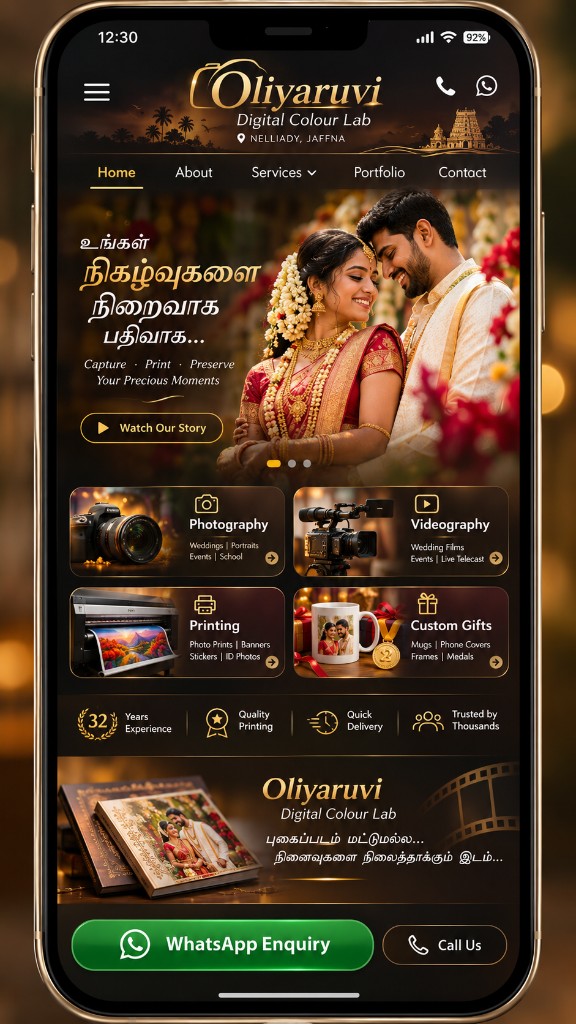 12:30
92%
Oliyaruvi
Digital Colour Lab
NELLIADY, JAFFNA
Home About Services Portfolio Contact
உங்கள்
நிகழ்வுகளை
நிறைவாக
பதிவாக...
Capture · Print · Preserve
Your Precious Moments
Watch Our Story
Photography
Weddings | Portraits
Events | School
Videography
Wedding Films
Events | Live Telecast
Printing
Photo Prints | Banners
Stickers | ID Photos
Custom Gifts
Mugs | Phone Covers
Frames | Medals
2
32 Years
Experience
Quality
Printing
Quick
Delivery
Trusted by
Thousands
Oliyaruvi
Digital Colour Lab
புகைப்படம் மட்டுமல்ல...
நினைவுகளை நிலைத்தாக்கும் இடம்...
WhatsApp Enquiry
Call Us